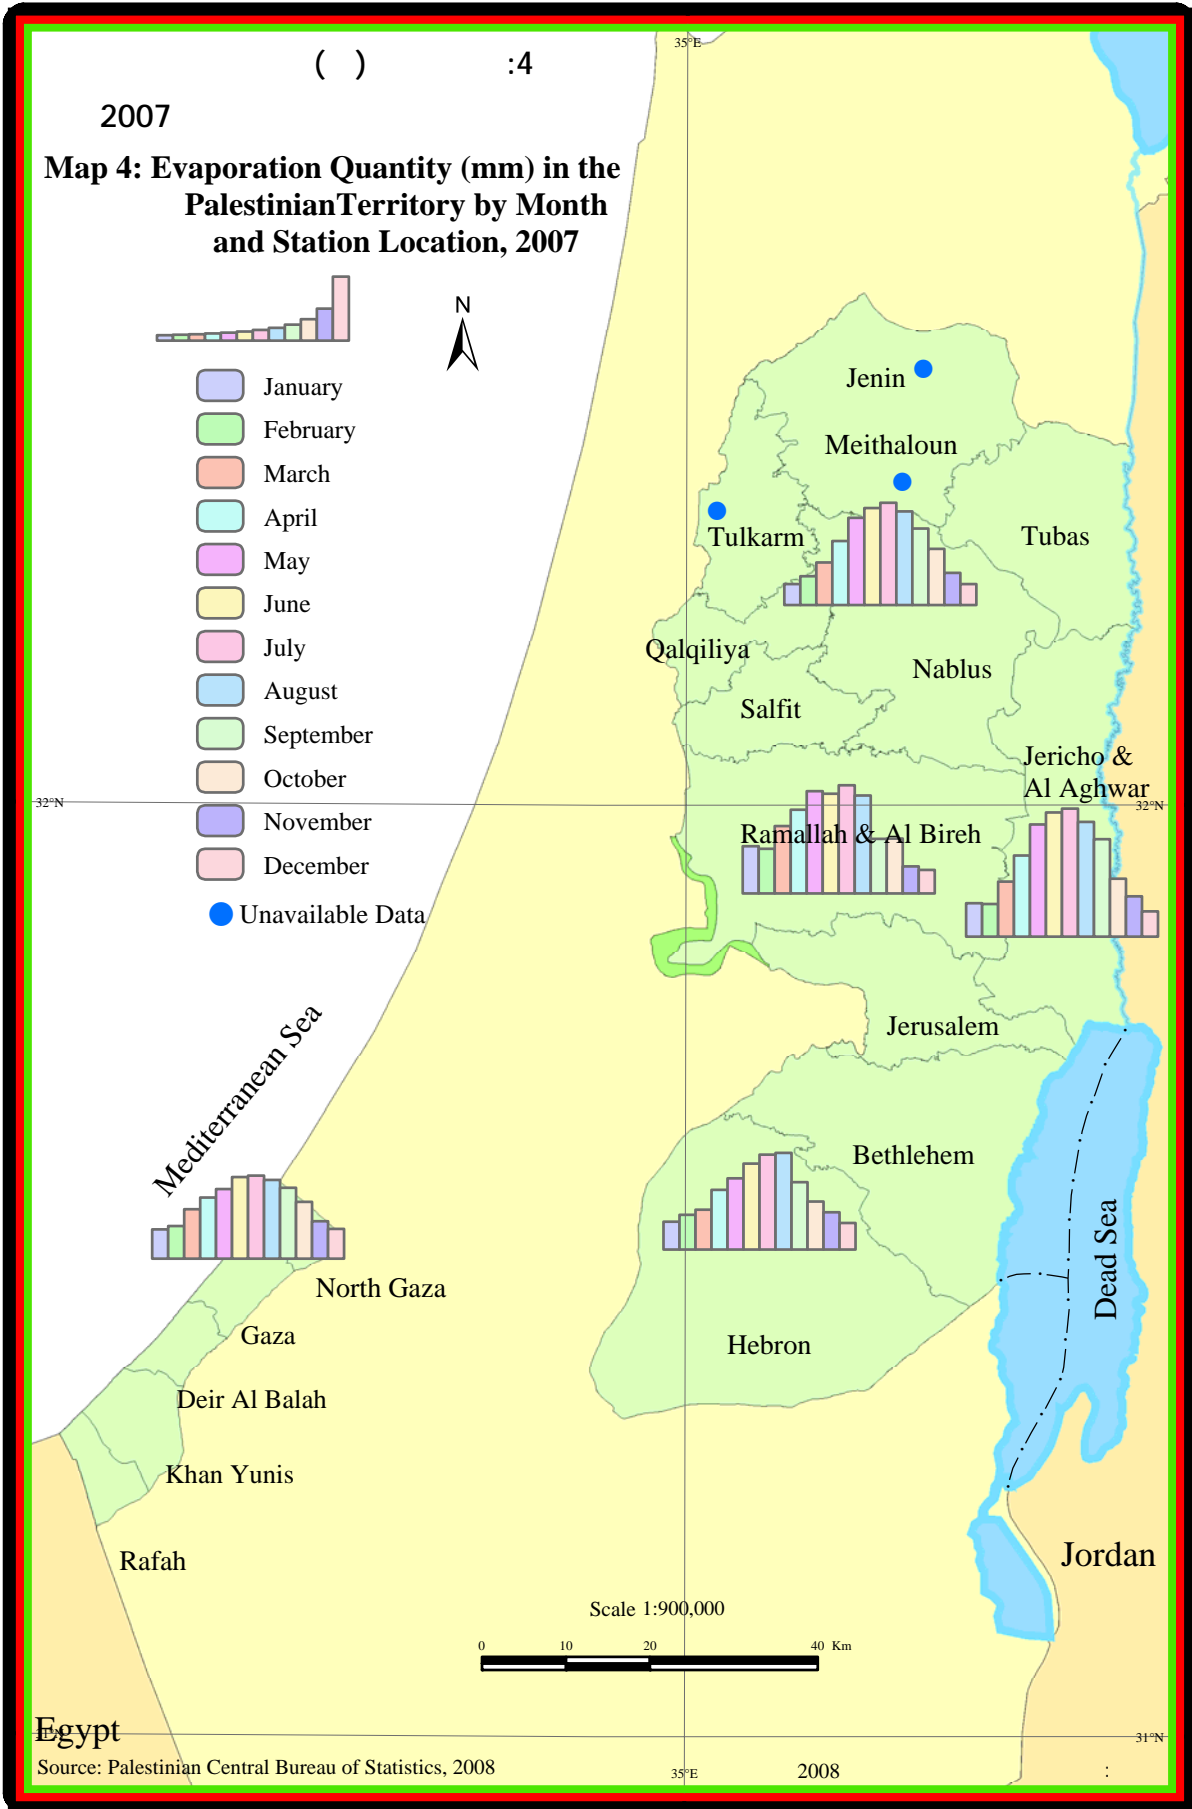 ( ) :4
2007
Map 4: Evaporation Quantity (mm) in the
PalestinianTerritory by Month
and Station Location, 2007
N
January
February
March
April
May
June
July
August
September
October
November
December
Unavailable Data
35°E
Jenin
Meithaloun
Tulkarm
Tubas
Qalqiliya
Nablus
Salfit
Jericho &
Al Aghwar
32°N
32°N
Ramallah & Al Bireh
Jerusalem
Mediterranean Sea
Bethlehem
Dead Sea
North Gaza
Gaza
Hebron
Deir Al Balah
Khan Yunis
Rafah
Jordan
Scale 1:900,000
0 10 20 40 Km
Egypt
31°N
31°N
Source: Palestinian Central Bureau of Statistics, 2008
35°E
2008 :